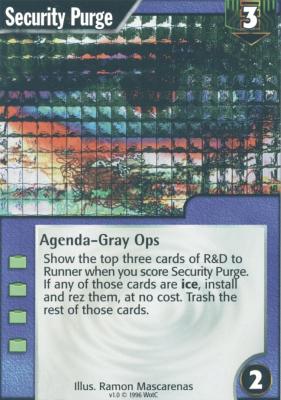 Security Purge
3
Agenda-Gray Ops
Show the top three cards of R&D to
Runner when you score Security Purge.
If any of those cards are ice, install
and rez them, at no cost. Trash the
rest of those cards.
Illus. Ramon Mascarenas
v1.0 © 1996 WotC
2